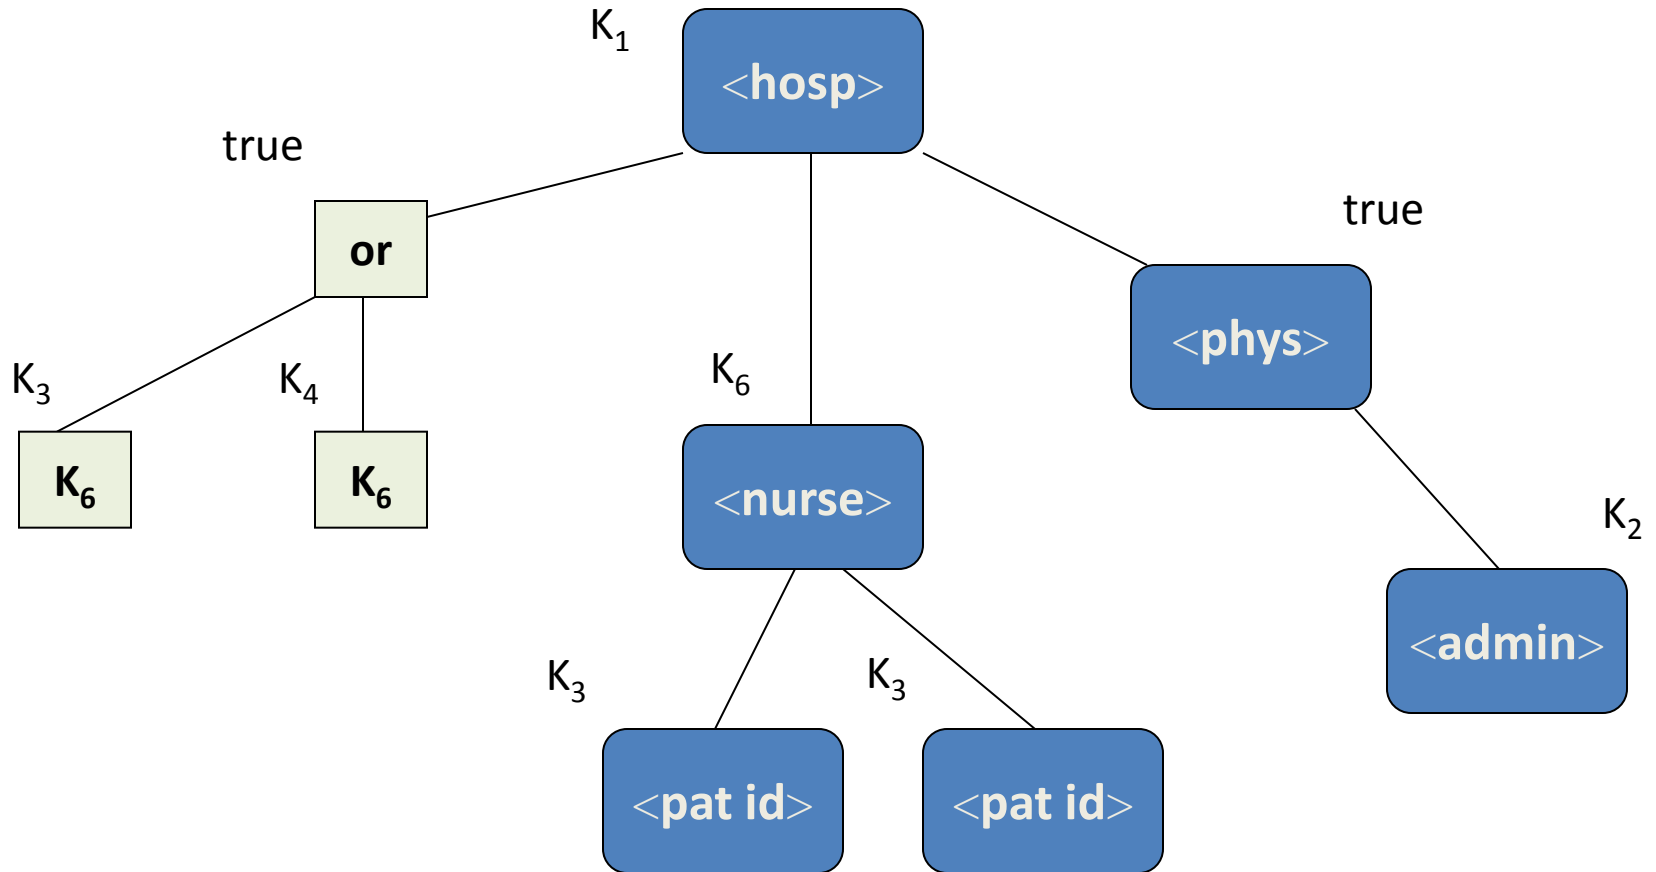 K₁
<hosp>
true
or
true
<phys>
K₃
K₄
K₆
K₆
K₆
<nurse>
K₂
<admin>
K₃
K₃
<pat id>
<pat id>